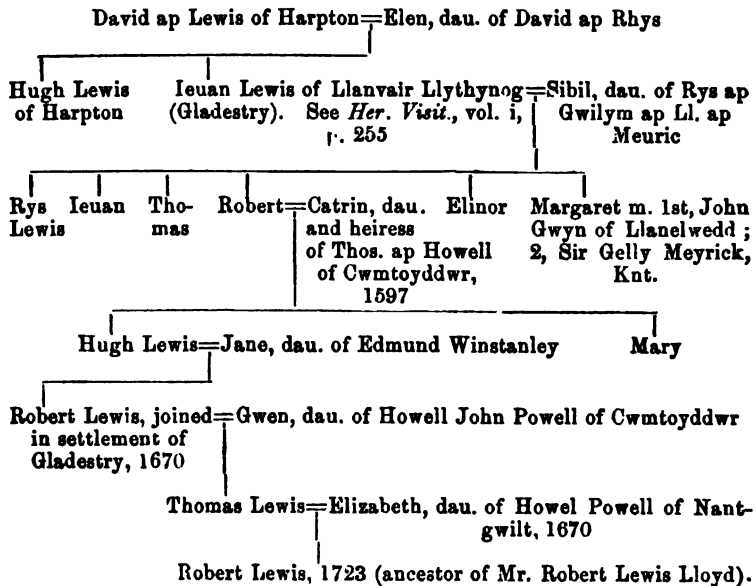 David ap Lewis of Harpton=Elen, dau. of David ap Rhys
Hugh Lewis of Harpton
Ieuan Lewis of Llanvair Llythynog=Sibil, dau. of Rys ap
(Gladestry). See Her. Visit., vol. i, Gwilym ap Ll. ap
p. 255 Meuric
Rys Lewis
Ieuan
Tho-
mas
Robert=Catrin, dau.
and heiress
of Thos. ap Howell
of Cwmtoyddwr,
1597
Elinor
Margaret m. 1st, John
Gwyn of Llanelwedd ;
2, Sir Gelly Meyrick,
Knt.
Hugh Lewis=Jane, dau. of Edmund Winstanley
Mary
Robert Lewis, joined=Gwen, dau. of Howell John Powell of Cwmtoyddwr
in settlement of
Gladestry, 1670
Thomas Lewis=Elizabeth, dau. of Howel Powell of Nant-
gwilt, 1670
Robert Lewis, 1723 (ancestor of Mr. Robert Lewis Lloyd).